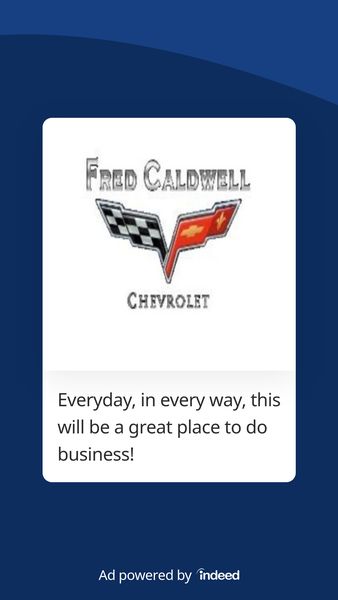 FRED CALDWELL
CHEVROLET
Everyday, in every way, this
will be a great place to do
business!
Ad powered by indeed